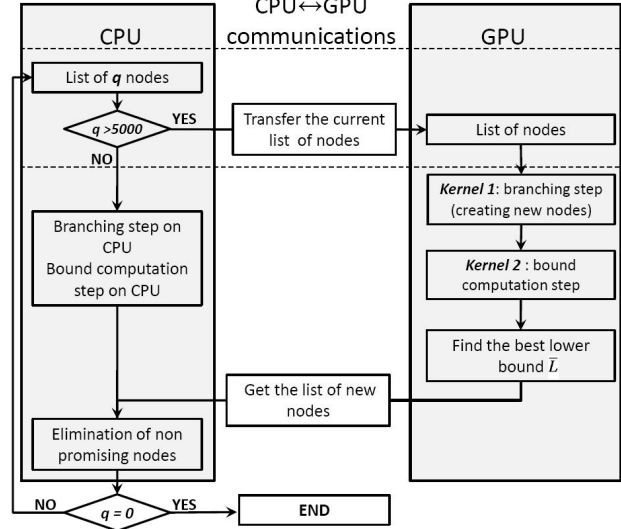 CPU↔GPU
communications
CPU
GPU
List of q nodes
q >5000
YES
NO
Transfer the current
list of nodes
List of nodes
Kernel 1: branching step
(creating new nodes)
Branching step on
CPU
Bound computation
step on CPU
Kernel 2 : bound
computation step
Find the best lower
bound L̅
Get the list of new
nodes
Elimination of non
promising nodes
NO
q = 0
YES
END